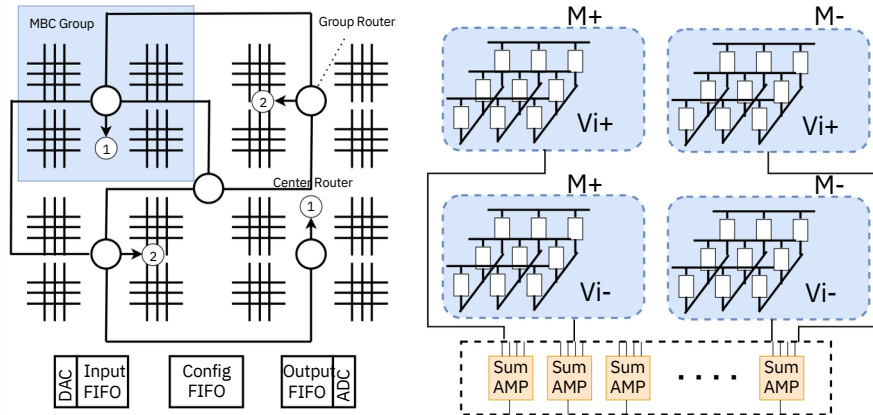 MBC Group
Group Router
2
1
Center Router
1
2
DAC
Input
FIFO
Config
FIFO
Output
FIFO
ADC
M+
M-
Vi+
Vi+
M+
M-
Vi-
Vi-
Sum
AMP
Sum
AMP
Sum
AMP
Sum
AMP